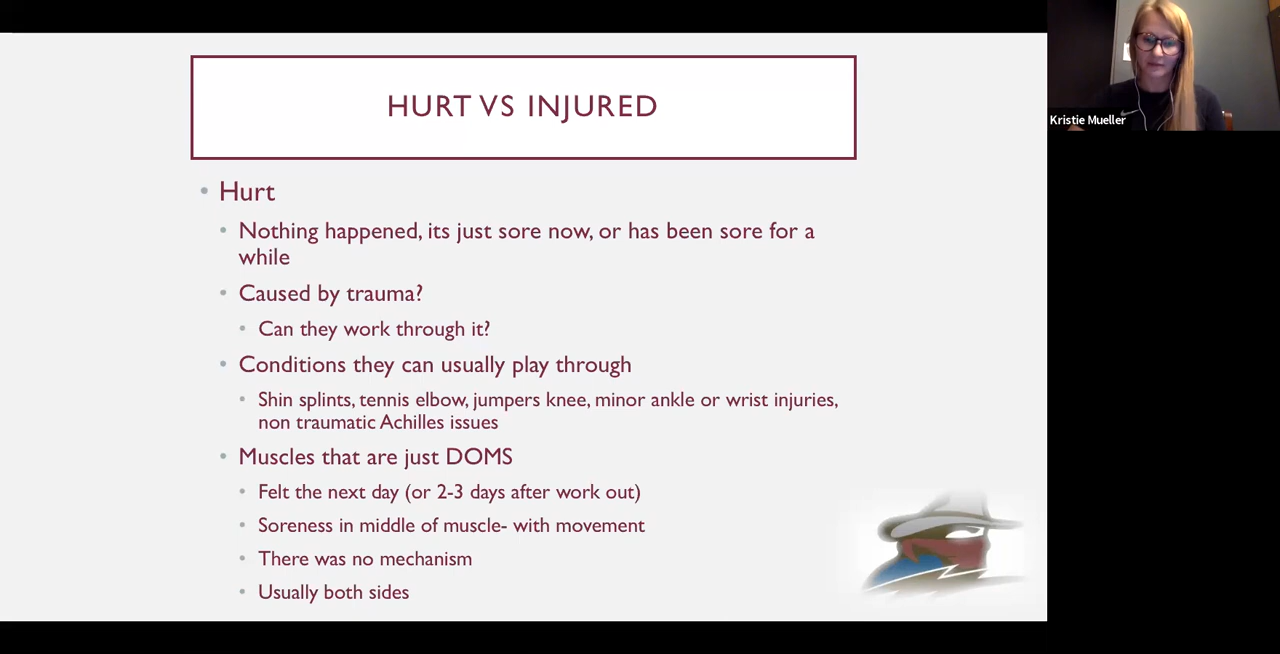 HURT VS INJURED
Hurt
Nothing happened, its just sore now, or has been sore for a
while
Caused by trauma?
Can they work through it?
Conditions they can usually play through
Shin splints, tennis elbow, jumpers knee, minor ankle or wrist injuries,
non traumatic Achilles issues
Muscles that are just DOMS
Felt the next day (or 2-3 days after work out)
Soreness in middle of muscle- with movement
There was no mechanism
Usually both sides
Kristie Mueller